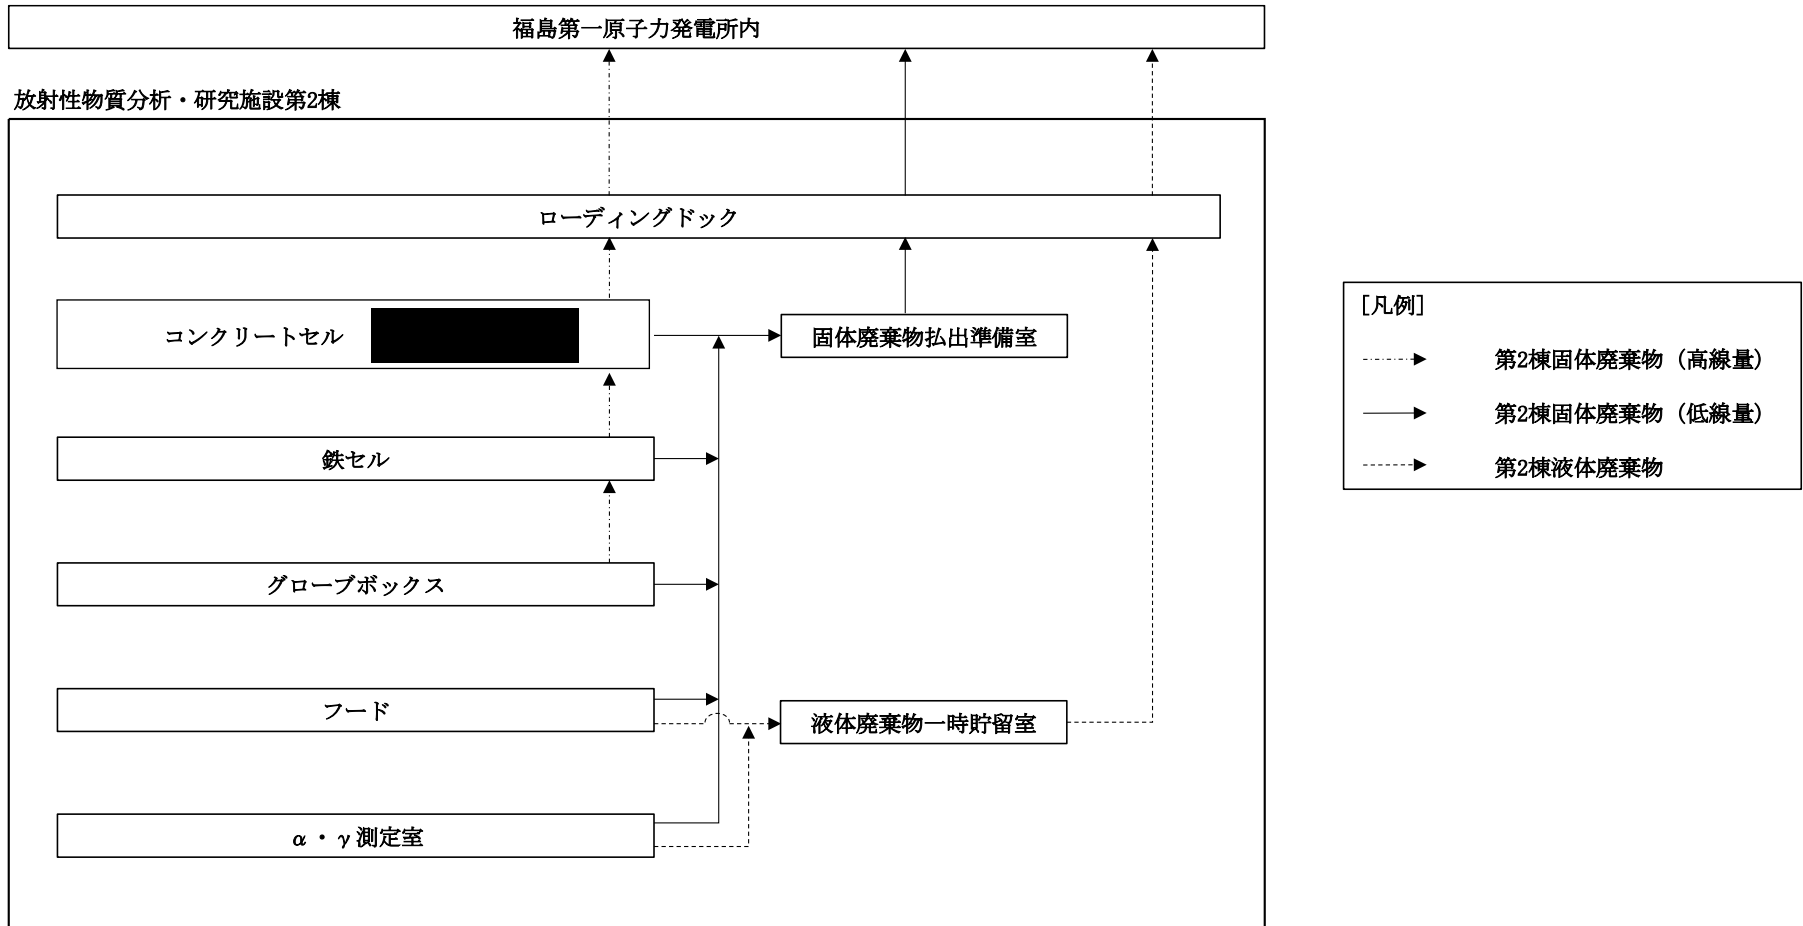 福島第一原子力発電所内
放射性物質分析・研究施設第2棟
ローディングドック
コンクリートセル
固体廃棄物払出準備室
鉄セル
グローブボックス
フード
液体廃棄物一時貯留室
α・γ測定室
[凡例]
第2棟固体廃棄物（高線量）
第2棟固体廃棄物（低線量）
第2棟液体廃棄物